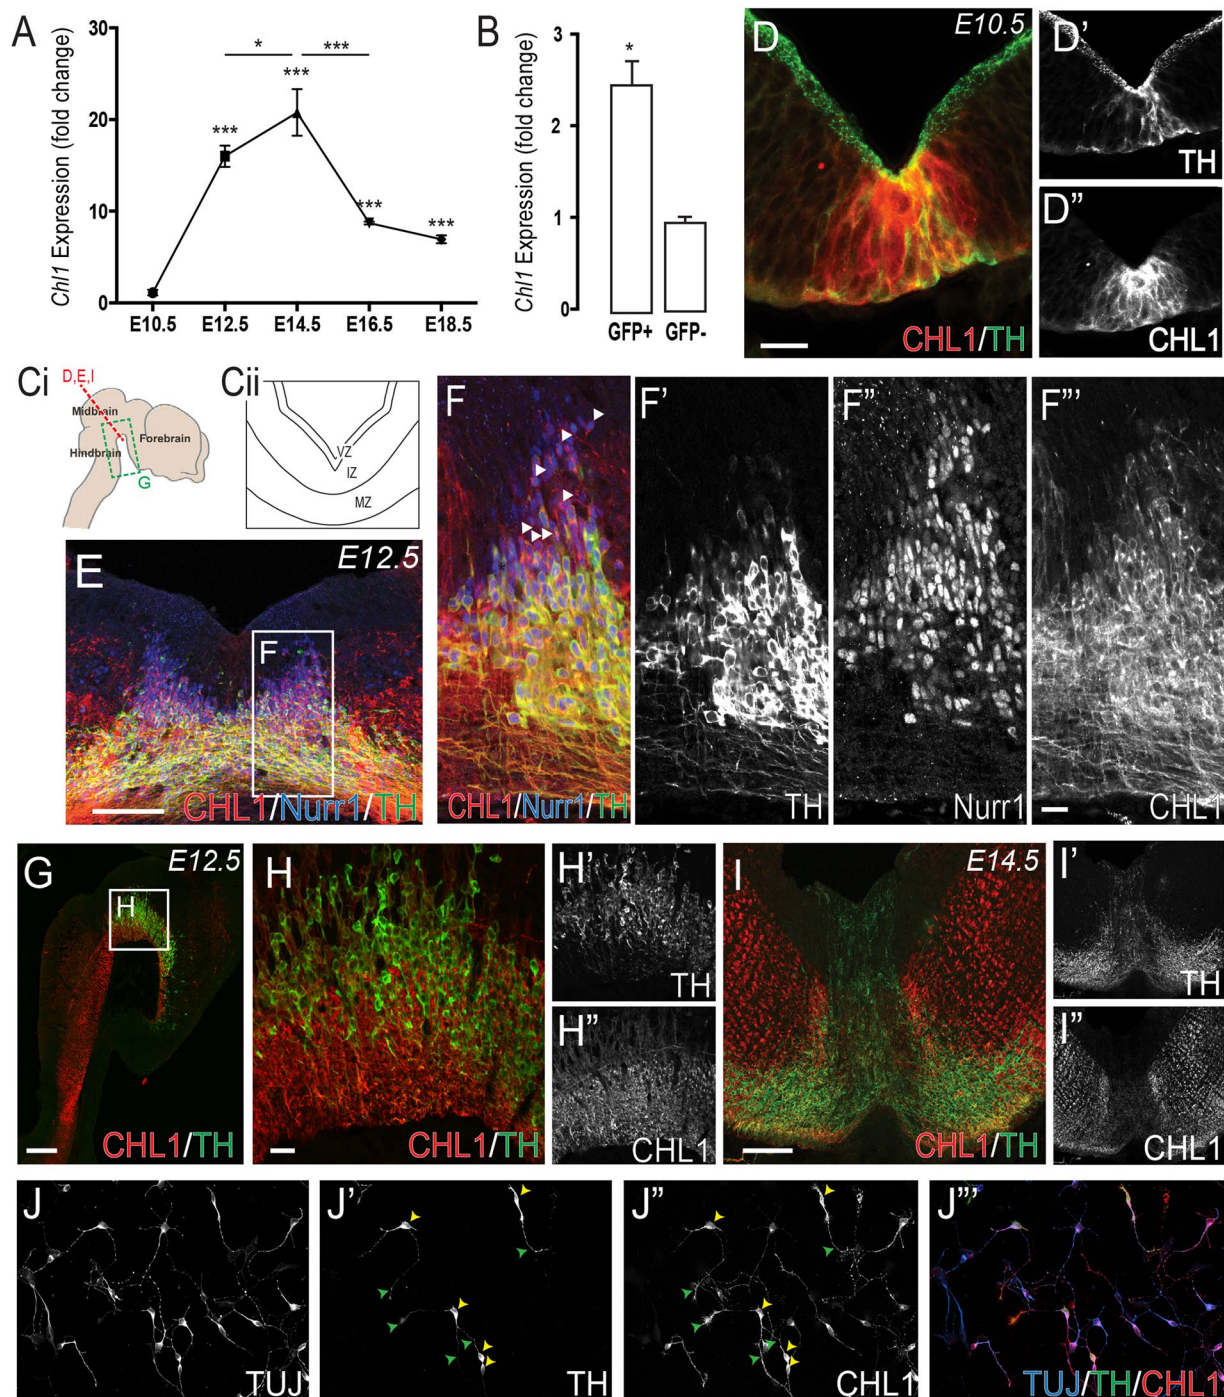 A
Chl1 Expression (fold change)
30
20
10
0
*
***
***
***
***
***
E10.5
E12.5
E14.5
E16.5
E18.5
B
Chl1 Expression (fold change)
3
2
1
0
*
GFP+
GFP-
D
E10.5
CHL1/TH
D'
TH
D"
CHL1
Ci
D,E,I
Midbrain
Forebrain
Hindbrain
G
Cii
VZ
IZ
MZ
E
E12.5
F
CHL1/Nurr1/TH
F
CHL1/Nurr1/TH
F'
TH
F"
Nurr1
F"'
CHL1
G
E12.5
H
CHL1/TH
H
CHL1/TH
H'
TH
H"
CHL1
I
E14.5
CHL1/TH
I'
TH
I"
CHL1
J
TUJ
J'
TH
J"
CHL1
J"'
TUJ/TH/CHL1